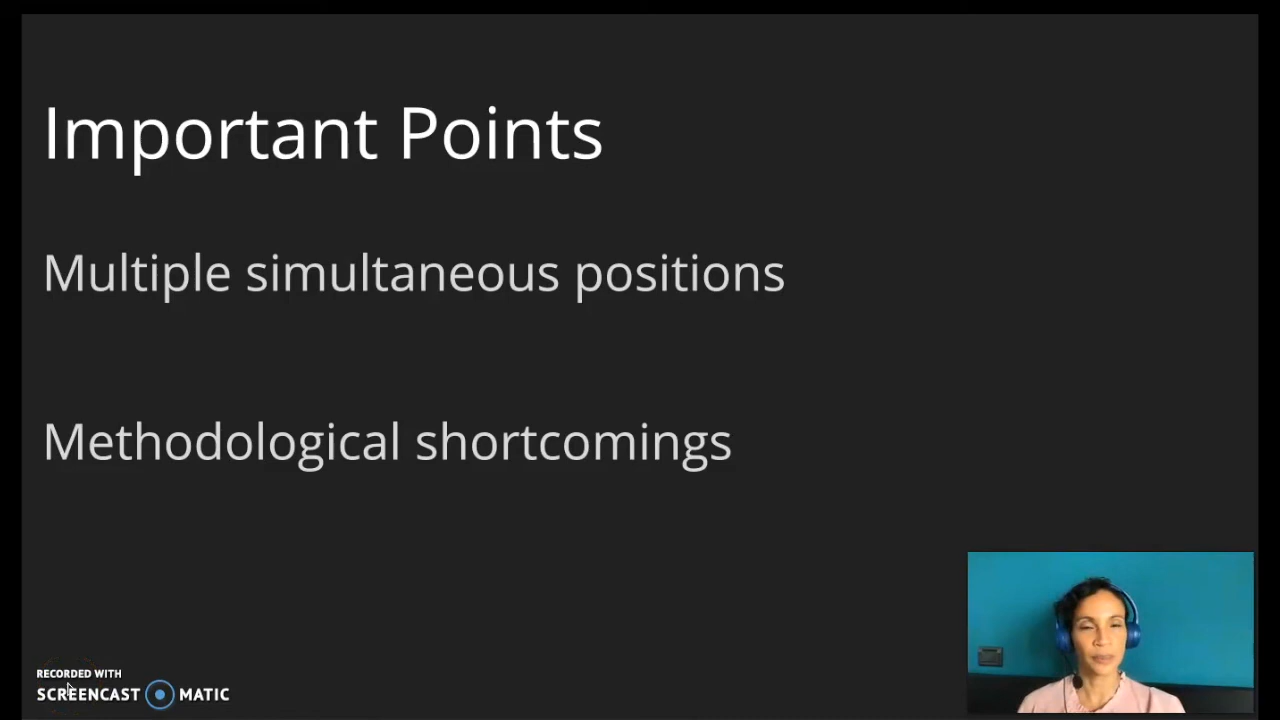 Important Points
Multiple simultaneous positions
Methodological shortcomings
RECORDED WITH
SCREENCAST MATIC